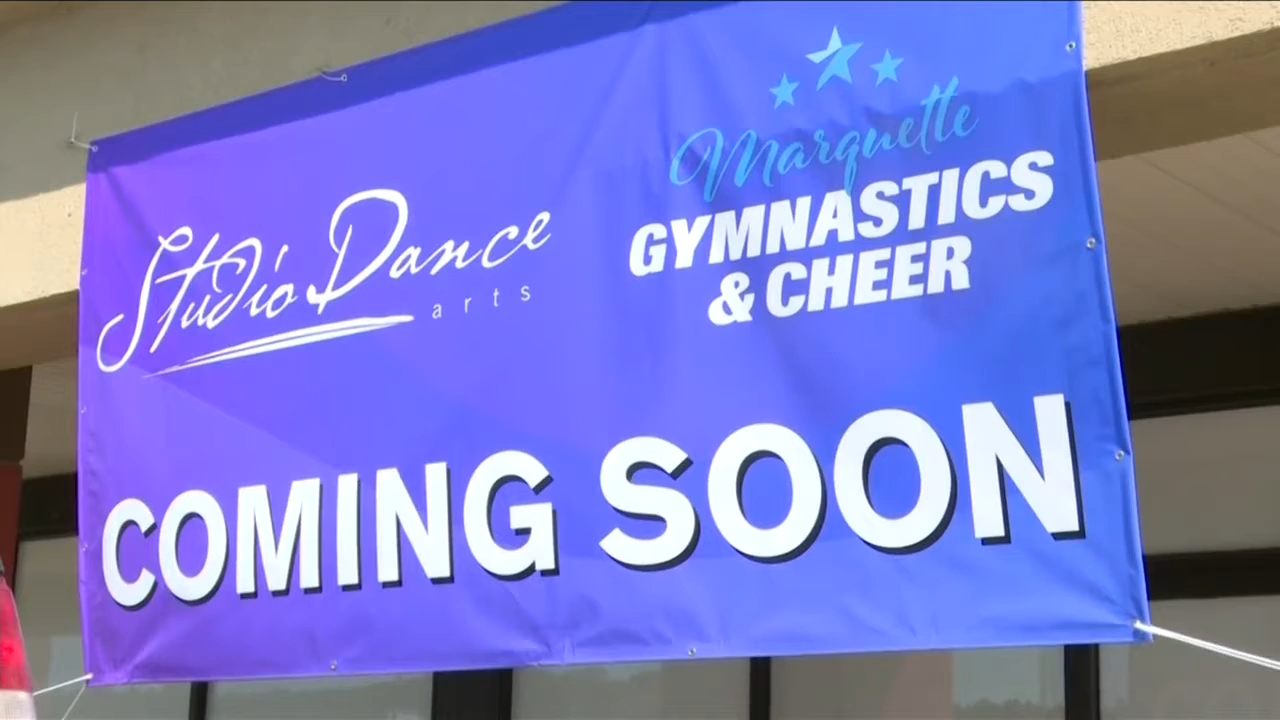 Studio Dance
arts
Marquette
GYMNASTICS
& CHEER
COMING SOON